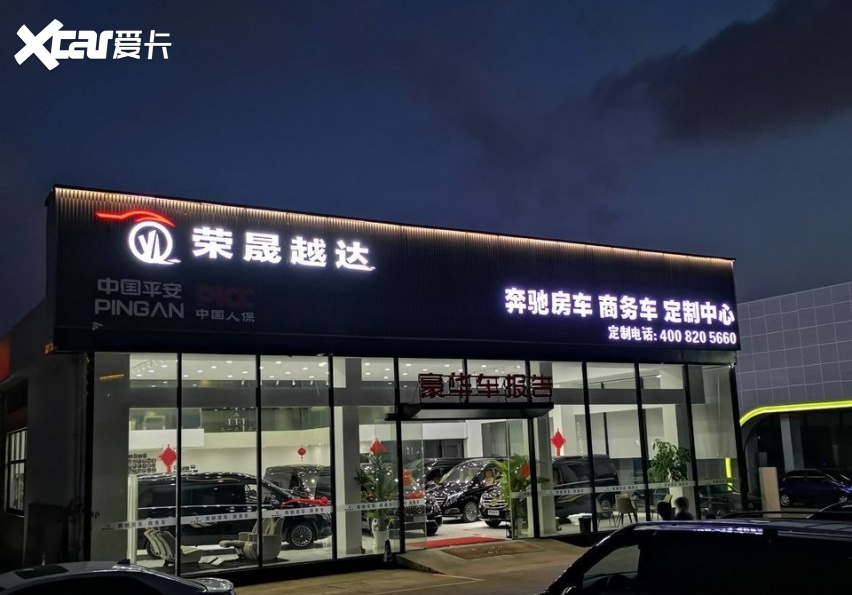 Xcar爱卡
荣晟越达
中国平安
PINGAN
PICC
中国人保
奔驰房车 商务车 定制中心
定制电话: 400 820 5660
豪华车报告